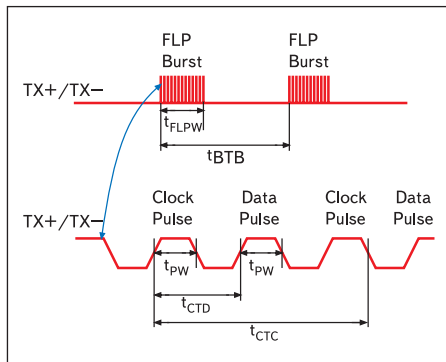 FLP
Burst
FLP
Burst
TX+/TX−
tFLPW
tBTB
Clock
Pulse
Data
Pulse
Clock
Pulse
Data
Pulse
TX+/TX−
tPW
tPW
tCTD
tCTC